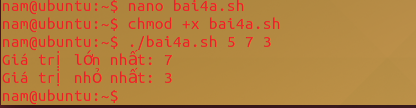 nam@ubuntu:~$ nano bai4a.sh
nam@ubuntu:~$ chmod +x bai4a.sh
nam@ubuntu:~$ ./bai4a.sh 5 7 3
Giá trị lớn nhất: 7
Giá trị nhỏ nhất: 3
nam@ubuntu:~$